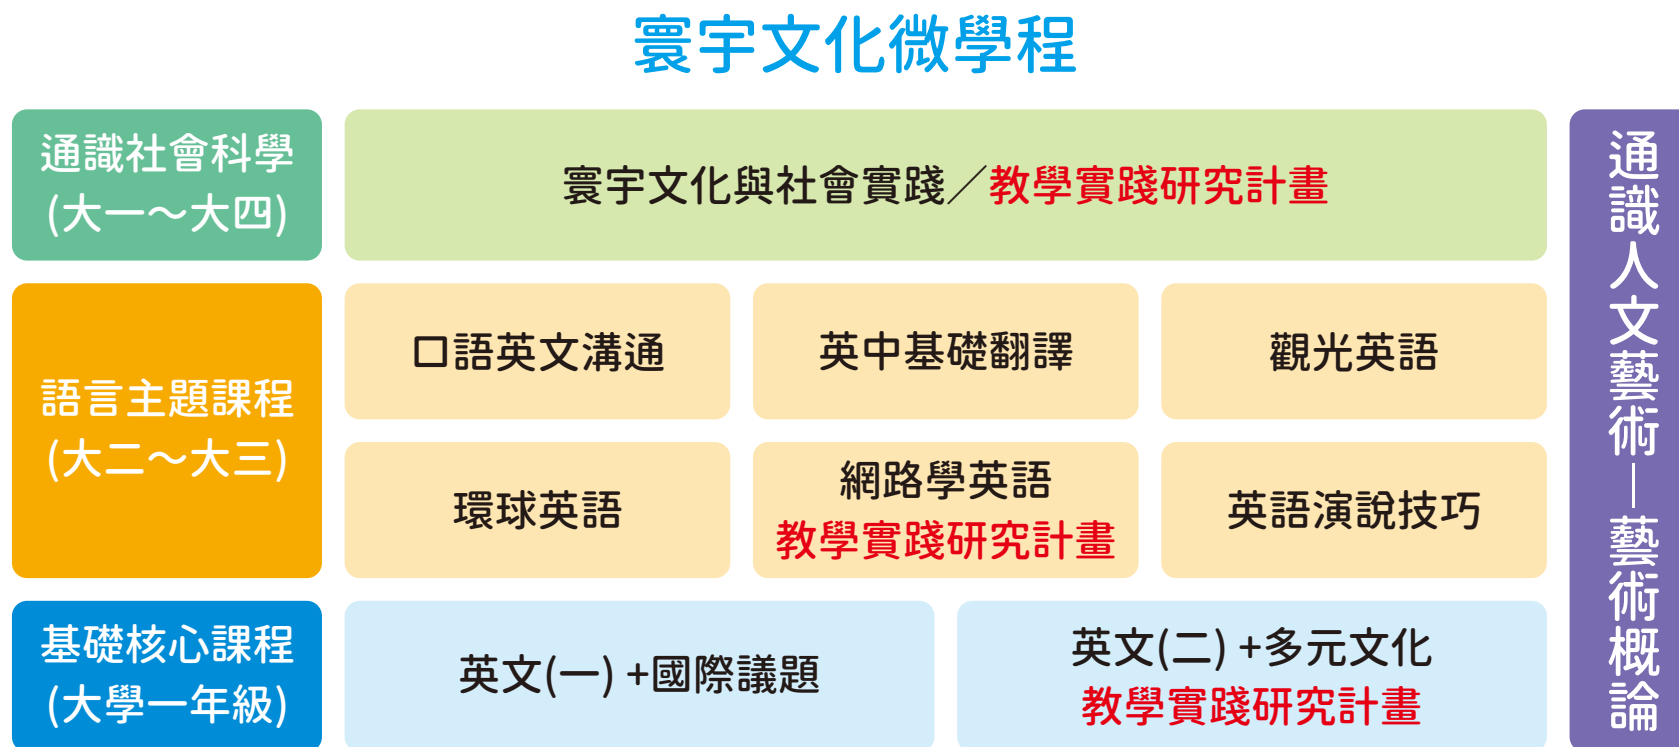 寰宇文化微學程
通識社會科學
(大一～大四)
寰宇文化與社會實踐／教學實踐研究計畫
語言主題課程
(大二～大三)
口語英文溝通
英中基礎翻譯
觀光英語
環球英語
網路學英語
教學實踐研究計畫
英語演說技巧
基礎核心課程
(大學一年級)
英文(一) +國際議題
英文(二) +多元文化
教學實踐研究計畫
通識人文藝術—藝術概論